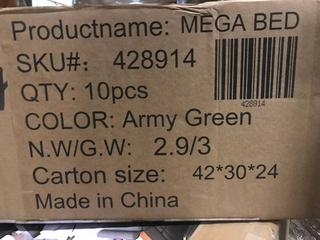 Productname: MEGA BED
SKU#: 428914
428914
QTY: 10pcs
COLOR: Army Green
N.W/G.W: 2.9/3
Carton size: 42*30*24
Made in China